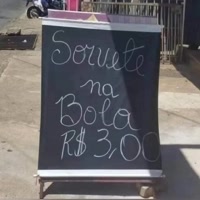 Sorvete
na
Bola
R$ 3,00